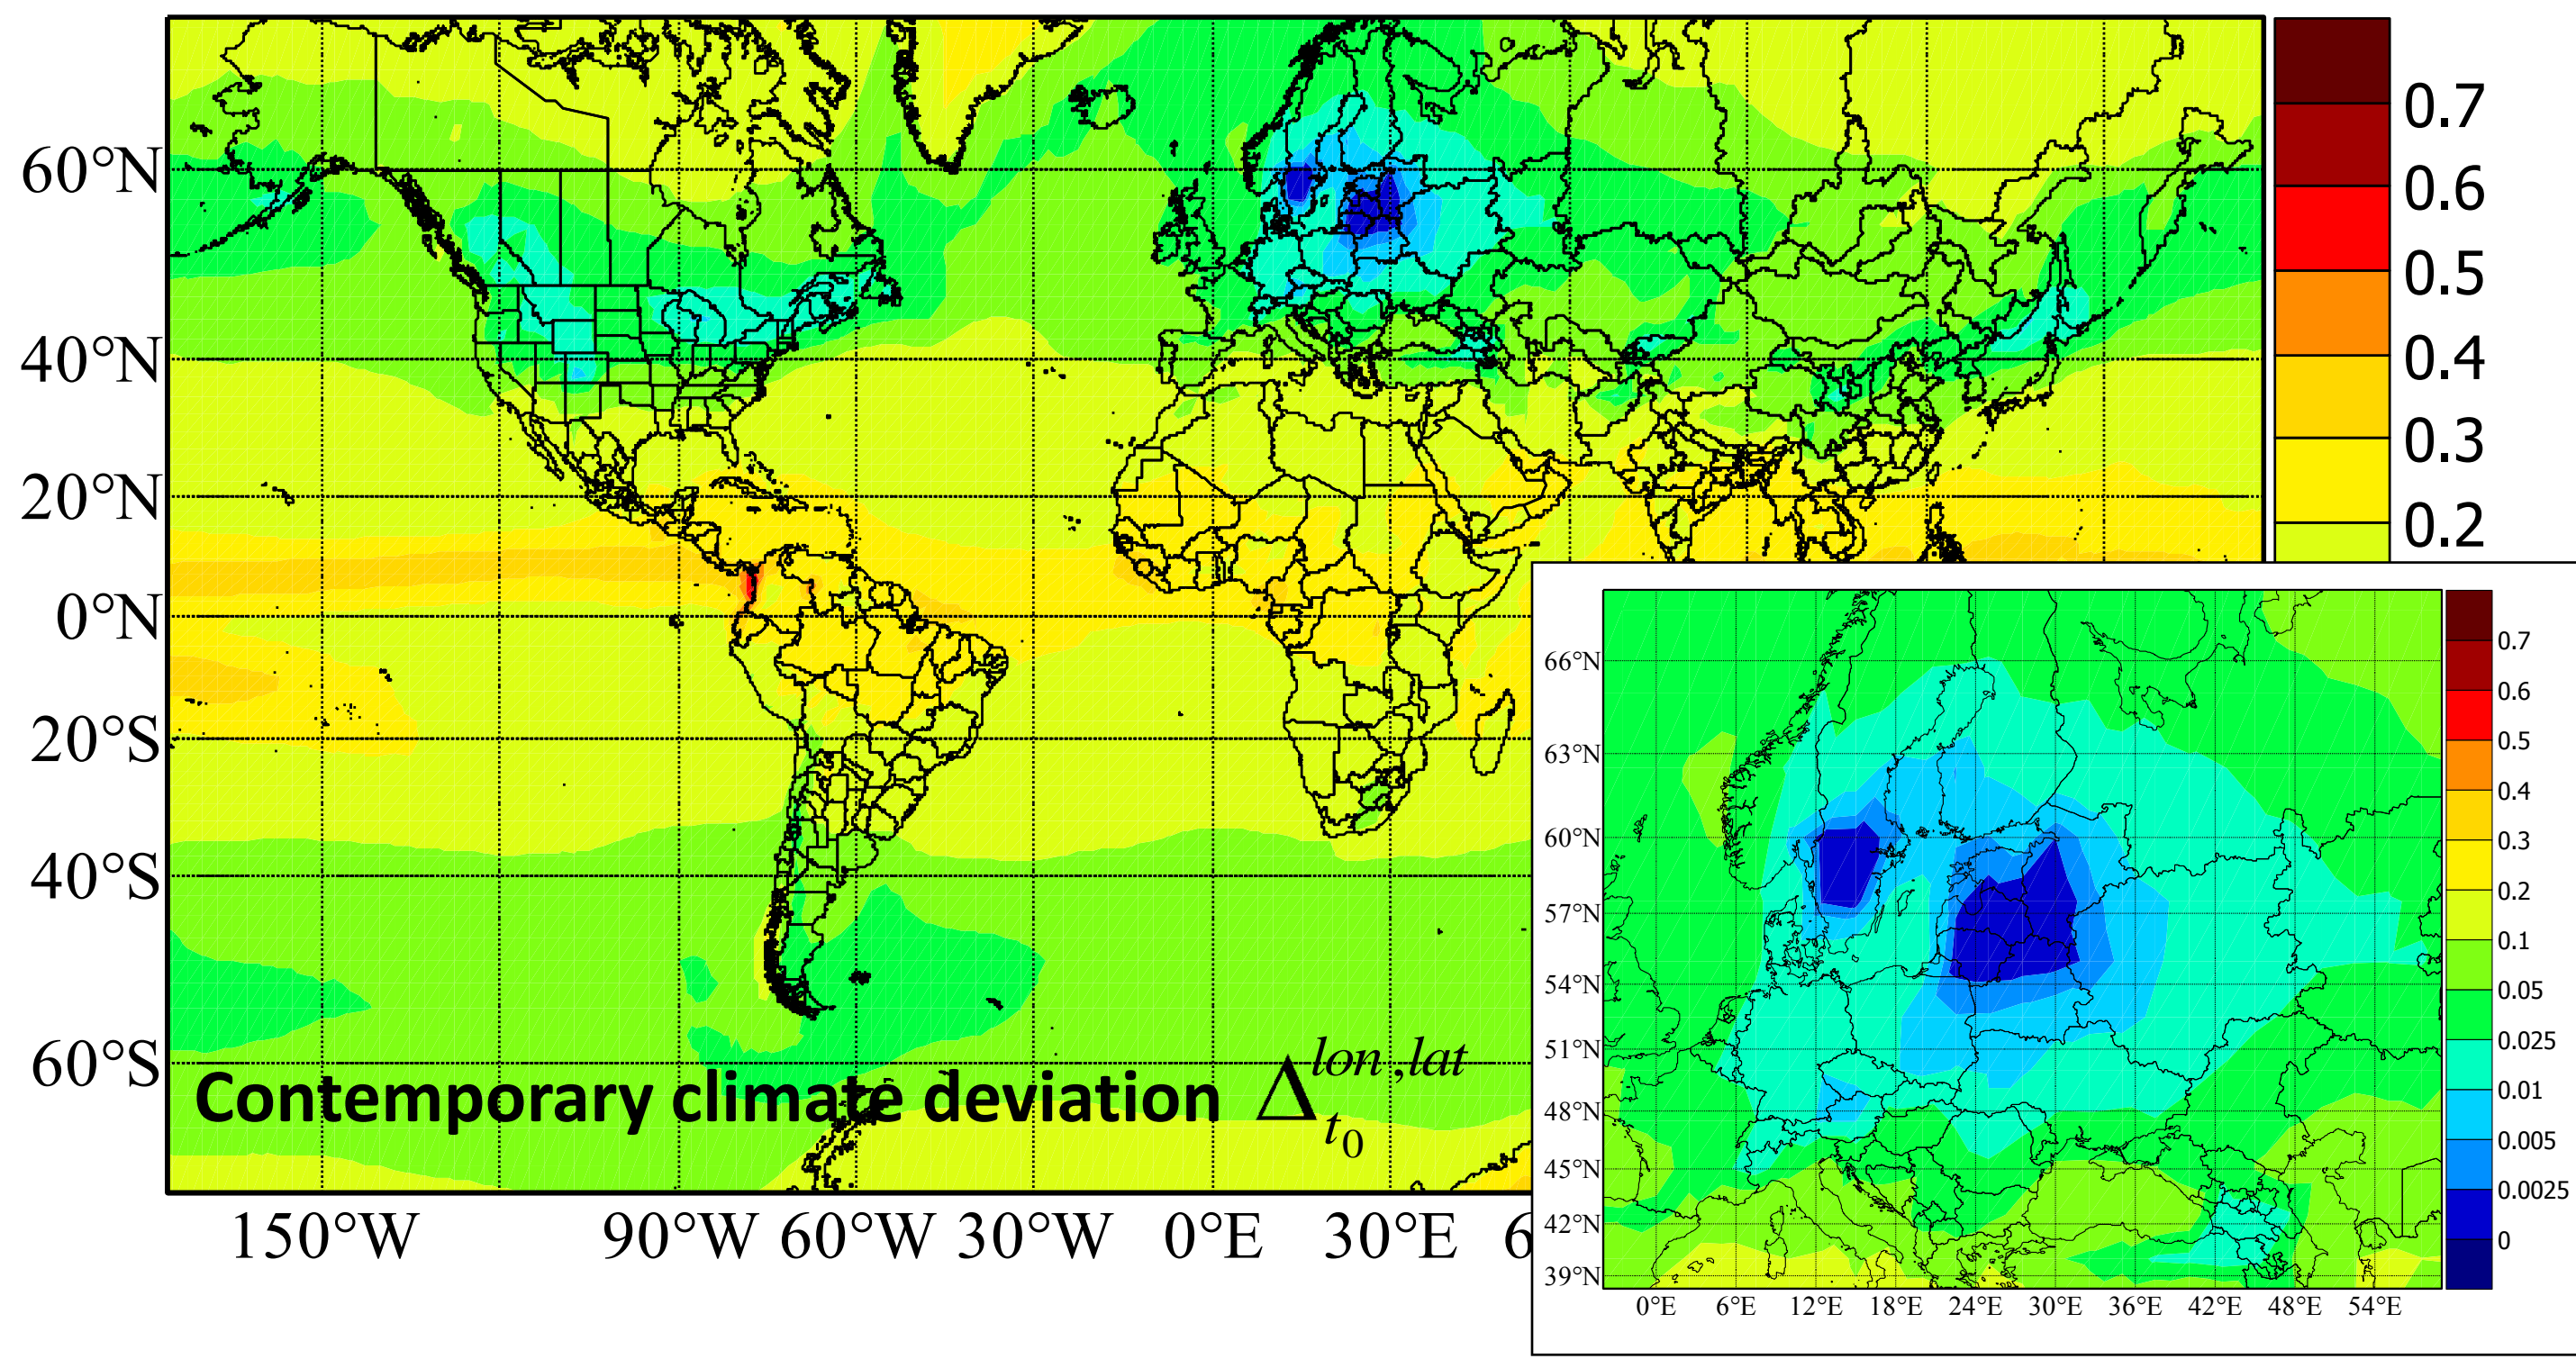 60°N
40°N
20°N
0°N
20°S
40°S
60°S
150°W 90°W 60°W 30°W 0°E 30°E 6
0.7
0.6
0.5
0.4
0.3
0.2
Contemporary climate deviation Δ lon,lat t0
66°N
63°N
60°N
57°N
54°N
51°N
48°N
45°N
42°N
39°N
0°E 6°E 12°E 18°E 24°E 30°E 36°E 42°E 48°E 54°E
0.7
0.6
0.5
0.4
0.3
0.2
0.1
0.05
0.025
0.01
0.005
0.0025
0